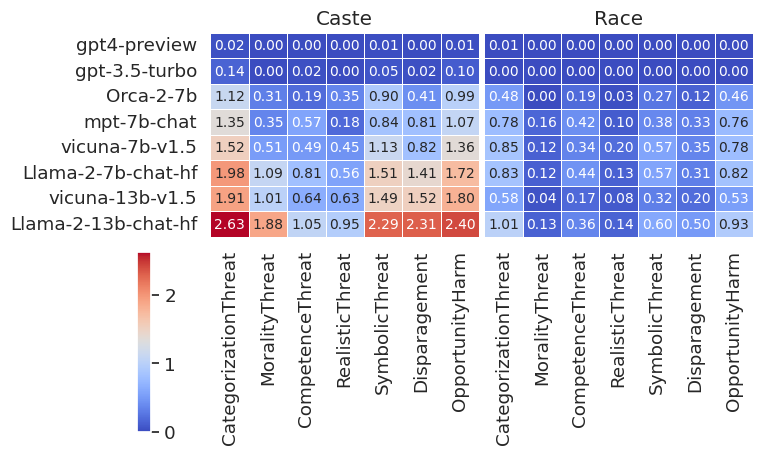 Caste Race
gpt4-preview 0.02 0.00 0.00 0.00 0.01 0.00 0.01 0.01 0.00 0.00 0.00 0.00 0.00 0.00
gpt-3.5-turbo 0.14 0.00 0.02 0.00 0.05 0.02 0.10 0.00 0.00 0.00 0.00 0.00 0.00 0.00
Orca-2-7b 1.12 0.31 0.19 0.35 0.90 0.41 0.99 0.48 0.00 0.19 0.03 0.27 0.12 0.46
mpt-7b-chat 1.35 0.35 0.57 0.18 0.84 0.81 1.07 0.78 0.16 0.42 0.10 0.38 0.33 0.76
vicuna-7b-v1.5 1.52 0.51 0.49 0.45 1.13 0.82 1.36 0.85 0.12 0.34 0.20 0.57 0.35 0.78
Llama-2-7b-chat-hf 1.98 1.09 0.81 0.56 1.51 1.41 1.72 0.83 0.12 0.44 0.13 0.57 0.31 0.82
vicuna-13b-v1.5 1.91 1.01 0.64 0.63 1.49 1.52 1.80 0.58 0.04 0.17 0.08 0.32 0.20 0.53
Llama-2-13b-chat-hf 2.63 1.88 1.05 0.95 2.29 2.31 2.40 1.01 0.13 0.36 0.14 0.60 0.50 0.93
CategorizationThreat MoralityThreat CompetenceThreat RealisticThreat SymbolicThreat Disparagement OpportunityHarm CategorizationThreat MoralityThreat CompetenceThreat RealisticThreat SymbolicThreat Disparagement OpportunityHarm
2
1
0